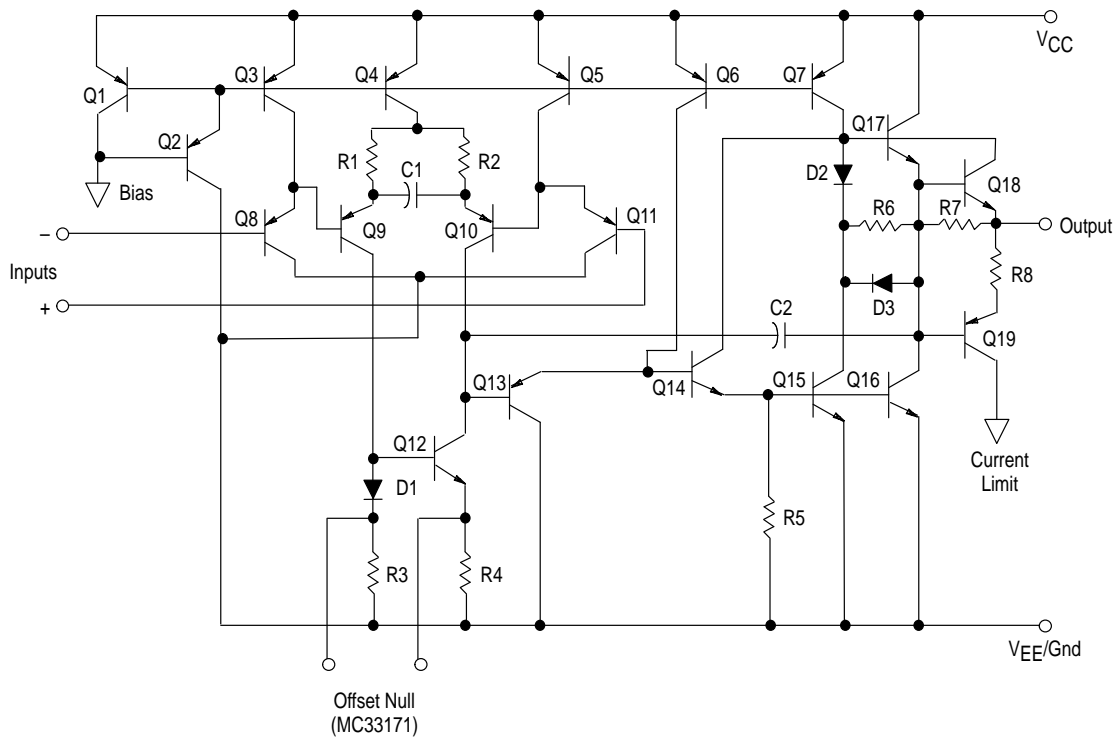 V_CC
Q3
Q4
Q5
Q6
Q7
Q1
Q2
Q17
R1
C1
R2
D2
Q18
Bias
R6
R7
–
Q8
Q9
Q10
Q11
Output
Inputs
R8
+
D3
C2
Q19
Q13
Q14
Q15
Q16
Q12
D1
Current
Limit
R5
R3
R4
V_EE/Gnd
Offset Null
(MC33171)